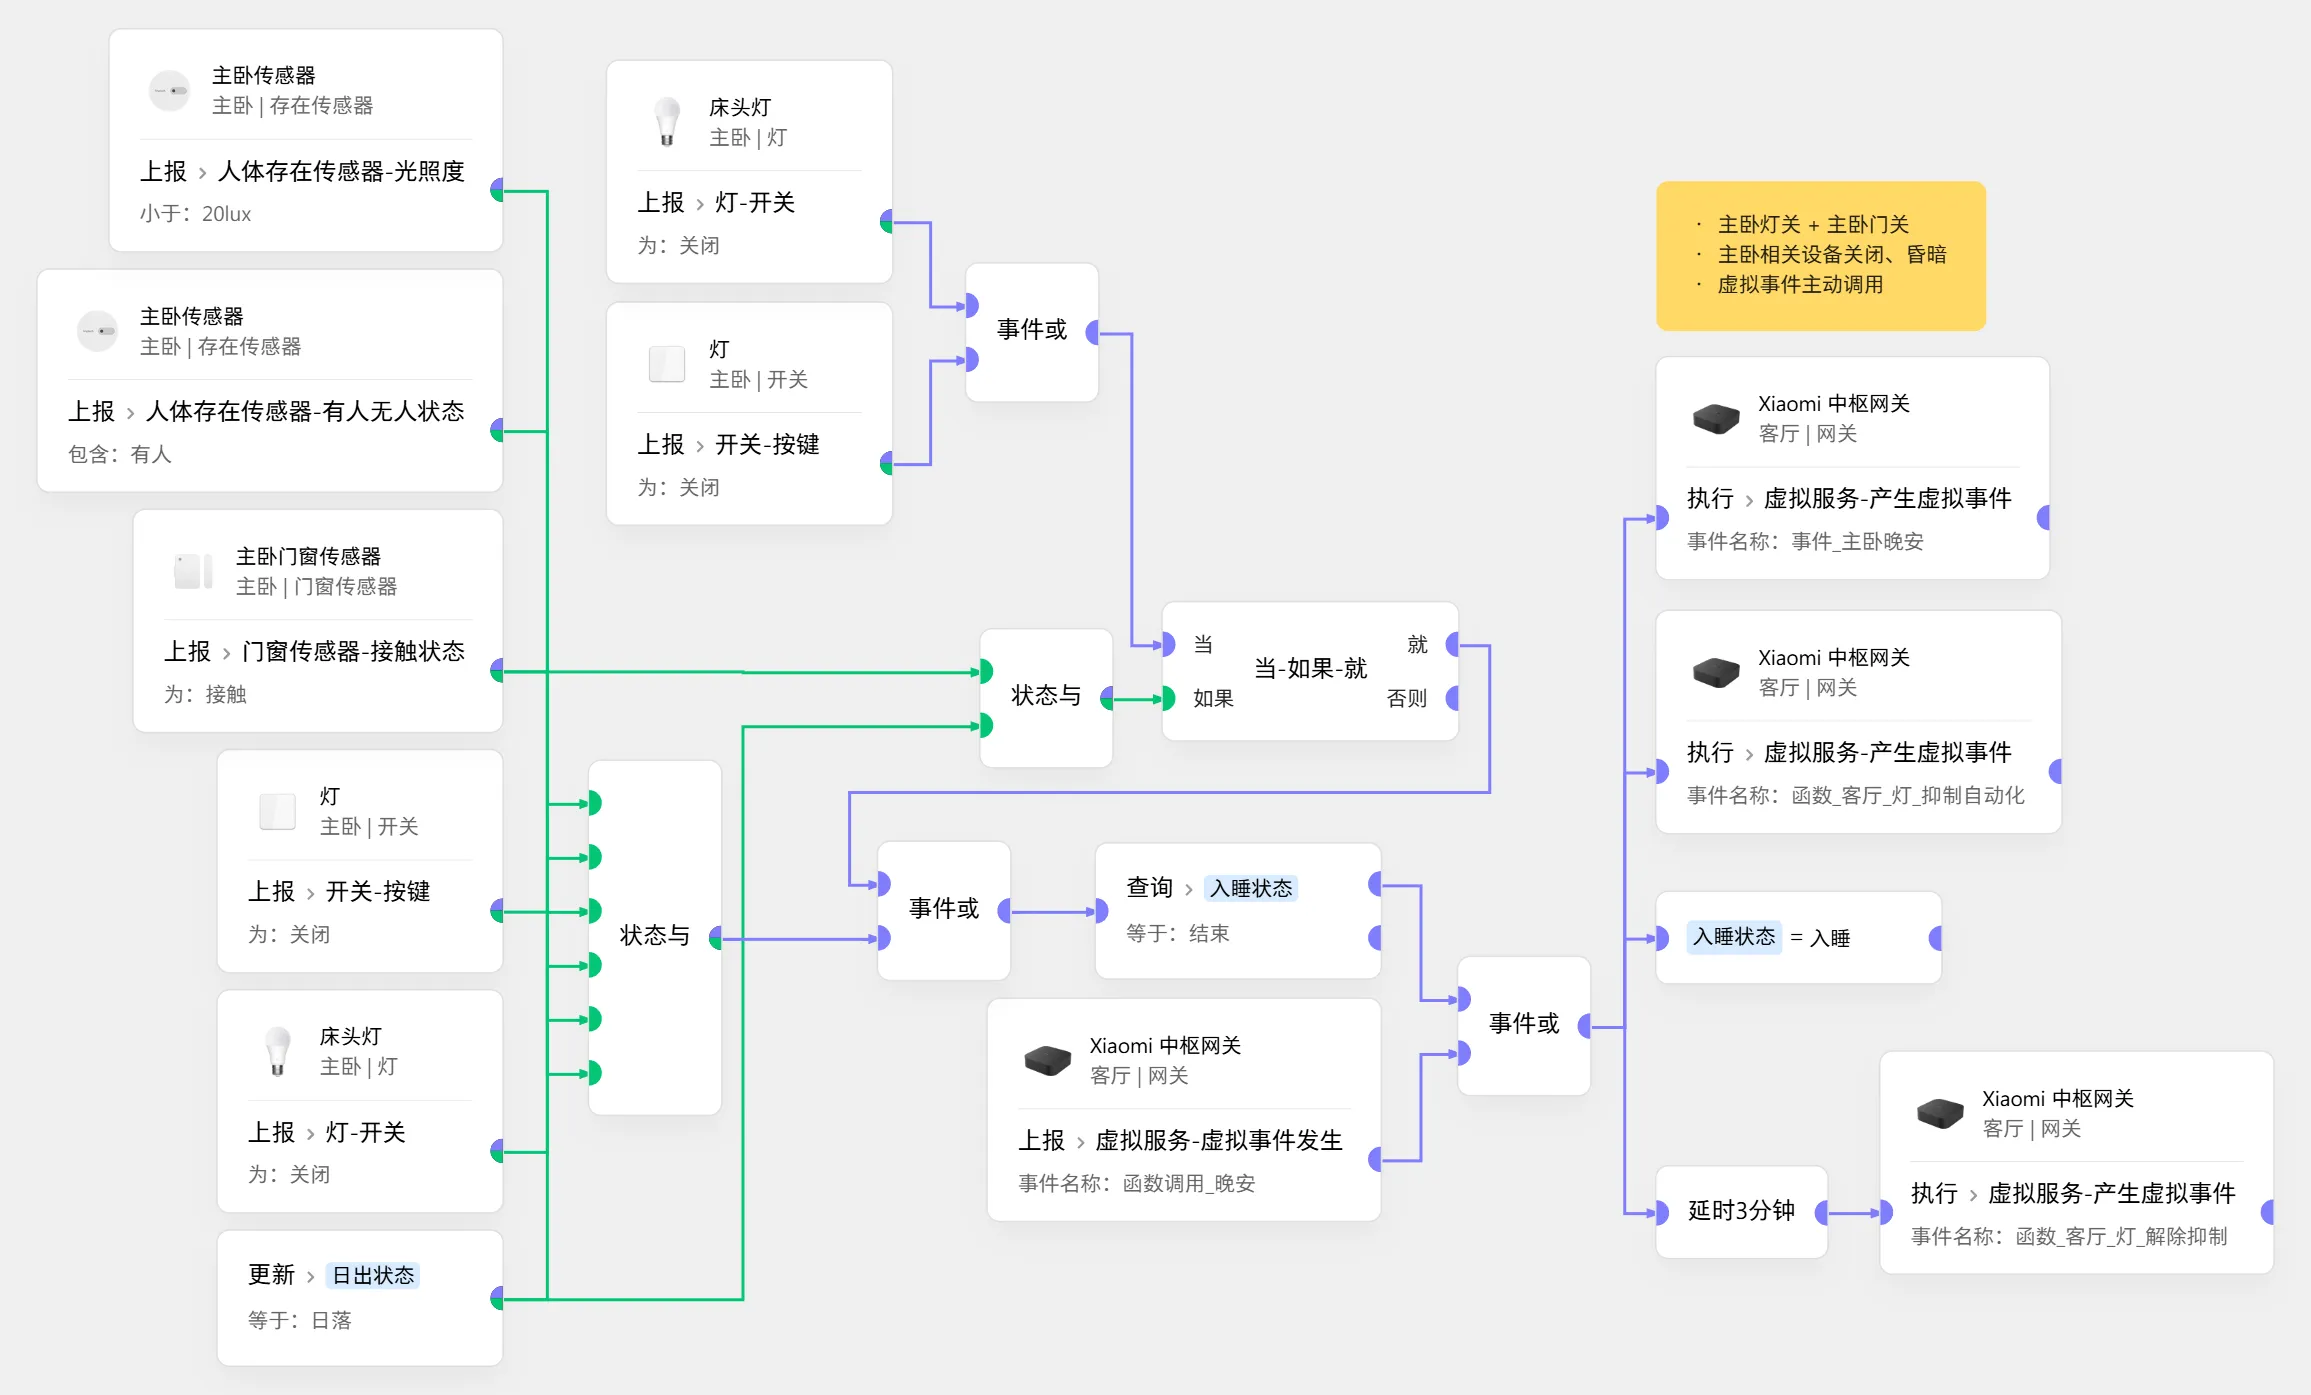 主卧传感器
主卧 | 存在传感器
上报 › 人体存在传感器-光照度
小于：20lux
主卧传感器
主卧 | 存在传感器
上报 › 人体存在传感器-有人无人状态
包含：有人
主卧门窗传感器
主卧 | 门窗传感器
上报 › 门窗传感器-接触状态
为：接触
灯
主卧 | 开关
上报 › 开关-按键
为：关闭
床头灯
主卧 | 灯
上报 › 灯-开关
为：关闭
更新 › 日出状态
等于：日落
床头灯
主卧 | 灯
上报 › 灯-开关
为：关闭
灯
主卧 | 开关
上报 › 开关-按键
为：关闭
事件或
状态与
状态与
当
如果
当-如果-就
就
否则
事件或
查询 › 入睡状态
等于：结束
Xiaomi 中枢网关
客厅 | 网关
上报 › 虚拟服务-虚拟事件发生
事件名称：函数调用_晚安
事件或
· 主卧灯关 + 主卧门关
· 主卧相关设备关闭、昏暗
· 虚拟事件主动调用
Xiaomi 中枢网关
客厅 | 网关
执行 › 虚拟服务-产生虚拟事件
事件名称：事件_主卧晚安
Xiaomi 中枢网关
客厅 | 网关
执行 › 虚拟服务-产生虚拟事件
事件名称：函数_客厅_灯_抑制自动化
入睡状态 = 入睡
延时3分钟
Xiaomi 中枢网关
客厅 | 网关
执行 › 虚拟服务-产生虚拟事件
事件名称：函数_客厅_灯_解除抑制